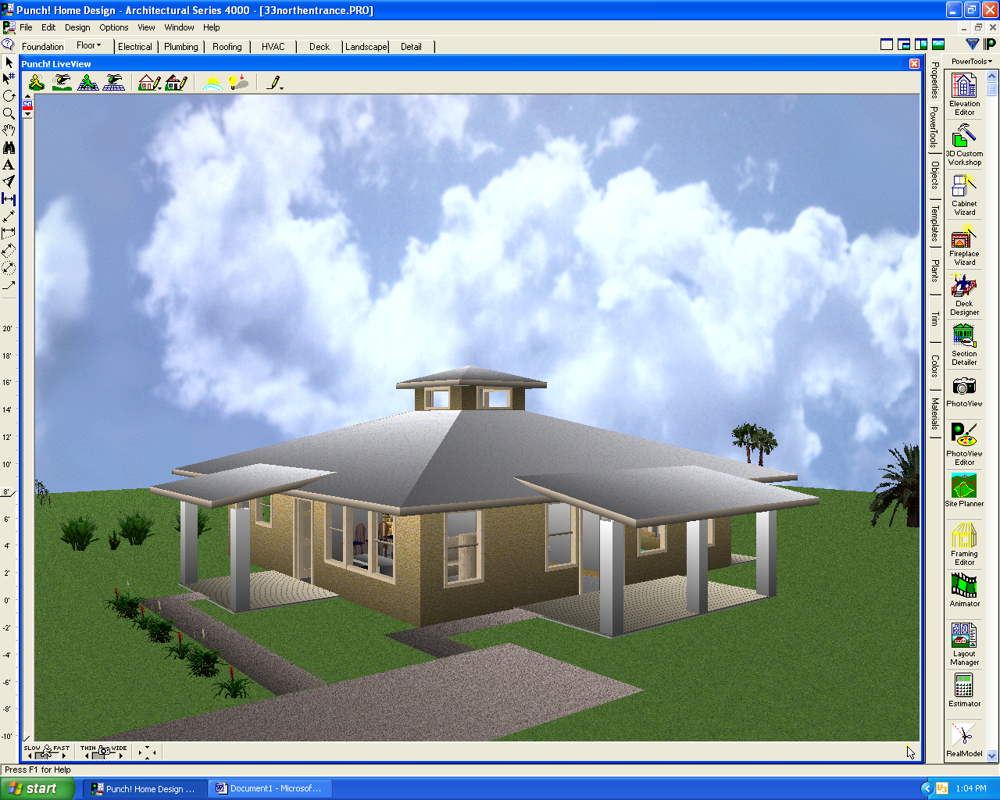 Punch! Home Design - Architectural Series 4000 - [33northentrance.PRO]
File Edit Design Options View Window Help
Foundation Floor Electrical Plumbing Roofing HVAC Deck Landscape Detail
Punch! LiveView
PowerTools
Properties
PowerTools
Objects
Templates
Plants
Trim
Colors
Materials
Elevation
Editor
3D Custom
Workshop
Cabinet
Wizard
Fireplace
Wizard
Deck
Designer
Section
Detailer
PhotoView
PhotoView
Editor
Site Planner
Framing
Editor
Animator
Layout
Manager
Estimator
RealModel
20'
18'
16'
14'
12'
10'
8'
6'
4'
2'
0'
-2'
-4'
-6'
-8'
-10'
SLOW FAST THIN WIDE
Press F1 for Help
start Punch! Home Design ... Document1 - Microsof... U3 1:04 PM